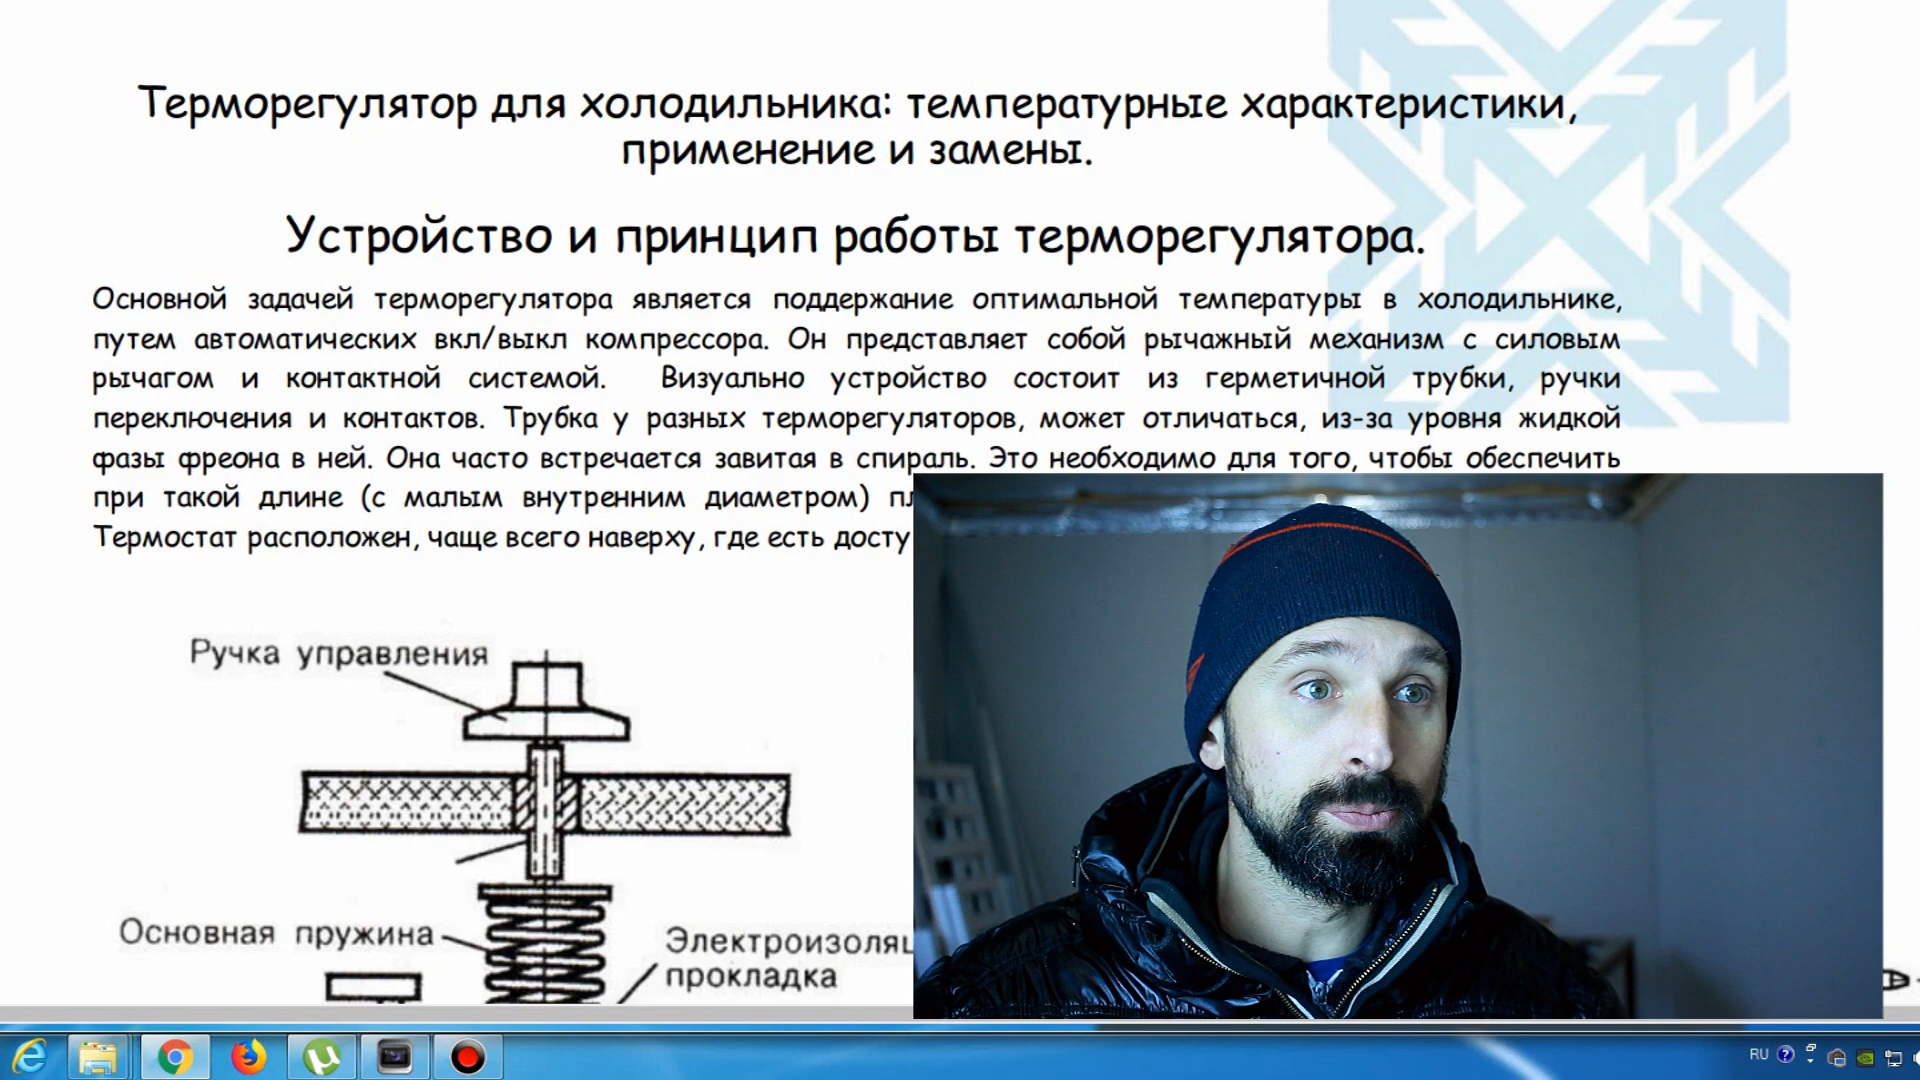 Терморегулятор для холодильника: температурные характеристики,
применение и замены.
Устройство и принцип работы терморегулятора.
Основной задачей терморегулятора является поддержание оптимальной температуры в холодильнике,
путем автоматических вкл/выкл компрессора. Он представляет собой рычажный механизм с силовым
рычагом и контактной системой. Визуально устройство состоит из герметичной трубки, ручки
переключения и контактов. Трубка у разных терморегуляторов, может отличаться, из-за уровня жидкой
фазы фреона в ней. Она часто встречается завитая в спираль. Это необходимо для того, чтобы обеспечить
при такой длине (с малым внутренним диаметром)
Термостат расположен, чаще всего наверху, где есть
Ручка управления
Основная пружина
прокладка
RU